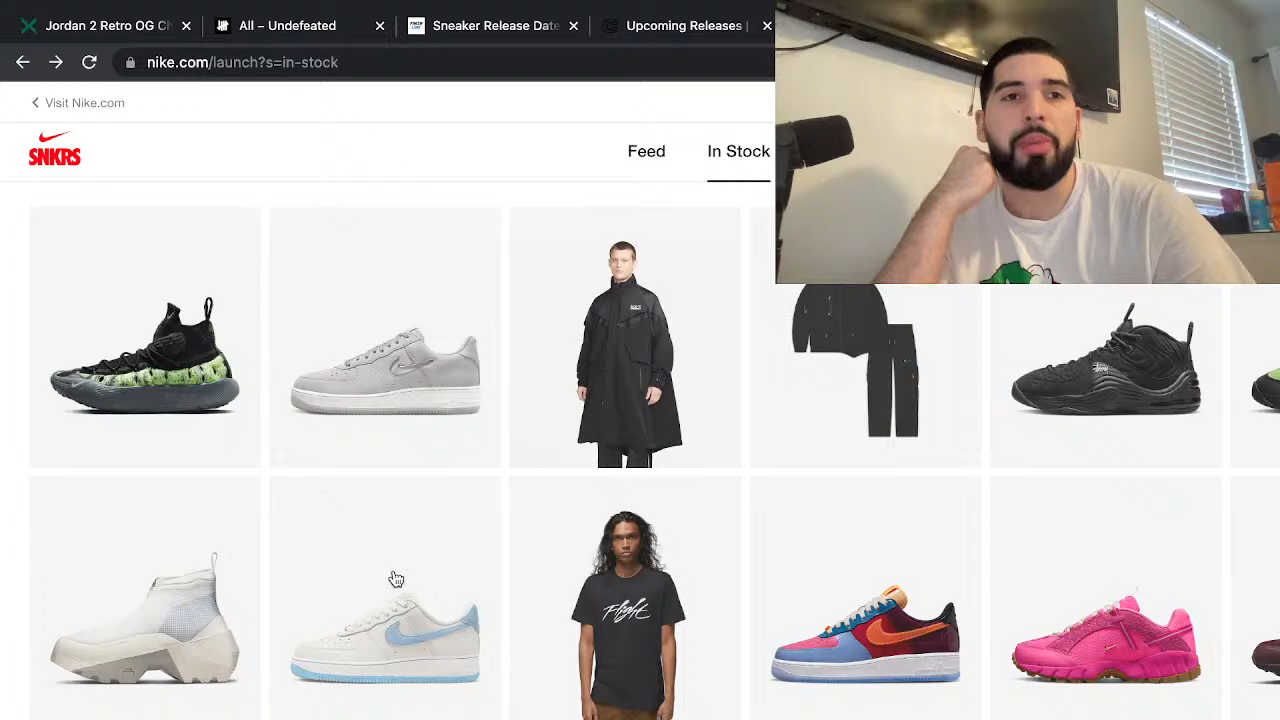 Jordan 2 Retro OG Ch
All – Undefeated
Sneaker Release Date
Upcoming Releases |
nike.com/launch?s=in-stock
Visit Nike.com
SNKRS
Feed
In Stock
Flight